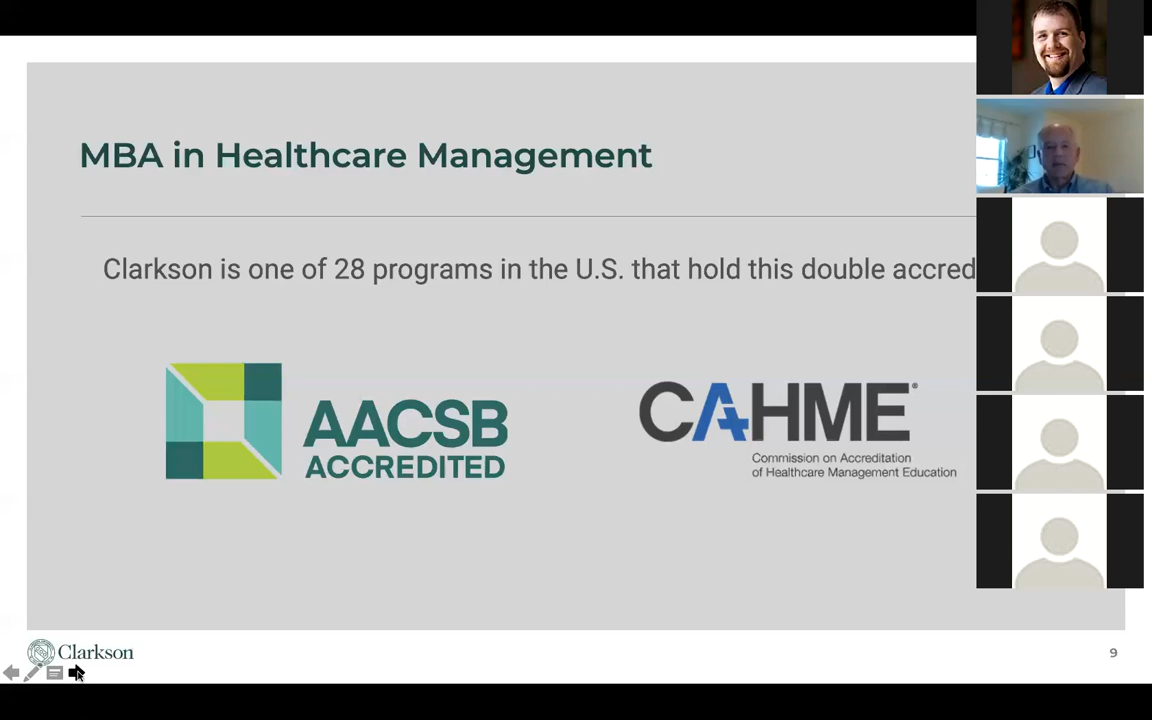 MBA in Healthcare Management
Clarkson is one of 28 programs in the U.S. that hold this double accred
AACSB
ACCREDITED
CAHME®
Commission on Accreditation
of Healthcare Management Education
Clarkson
9